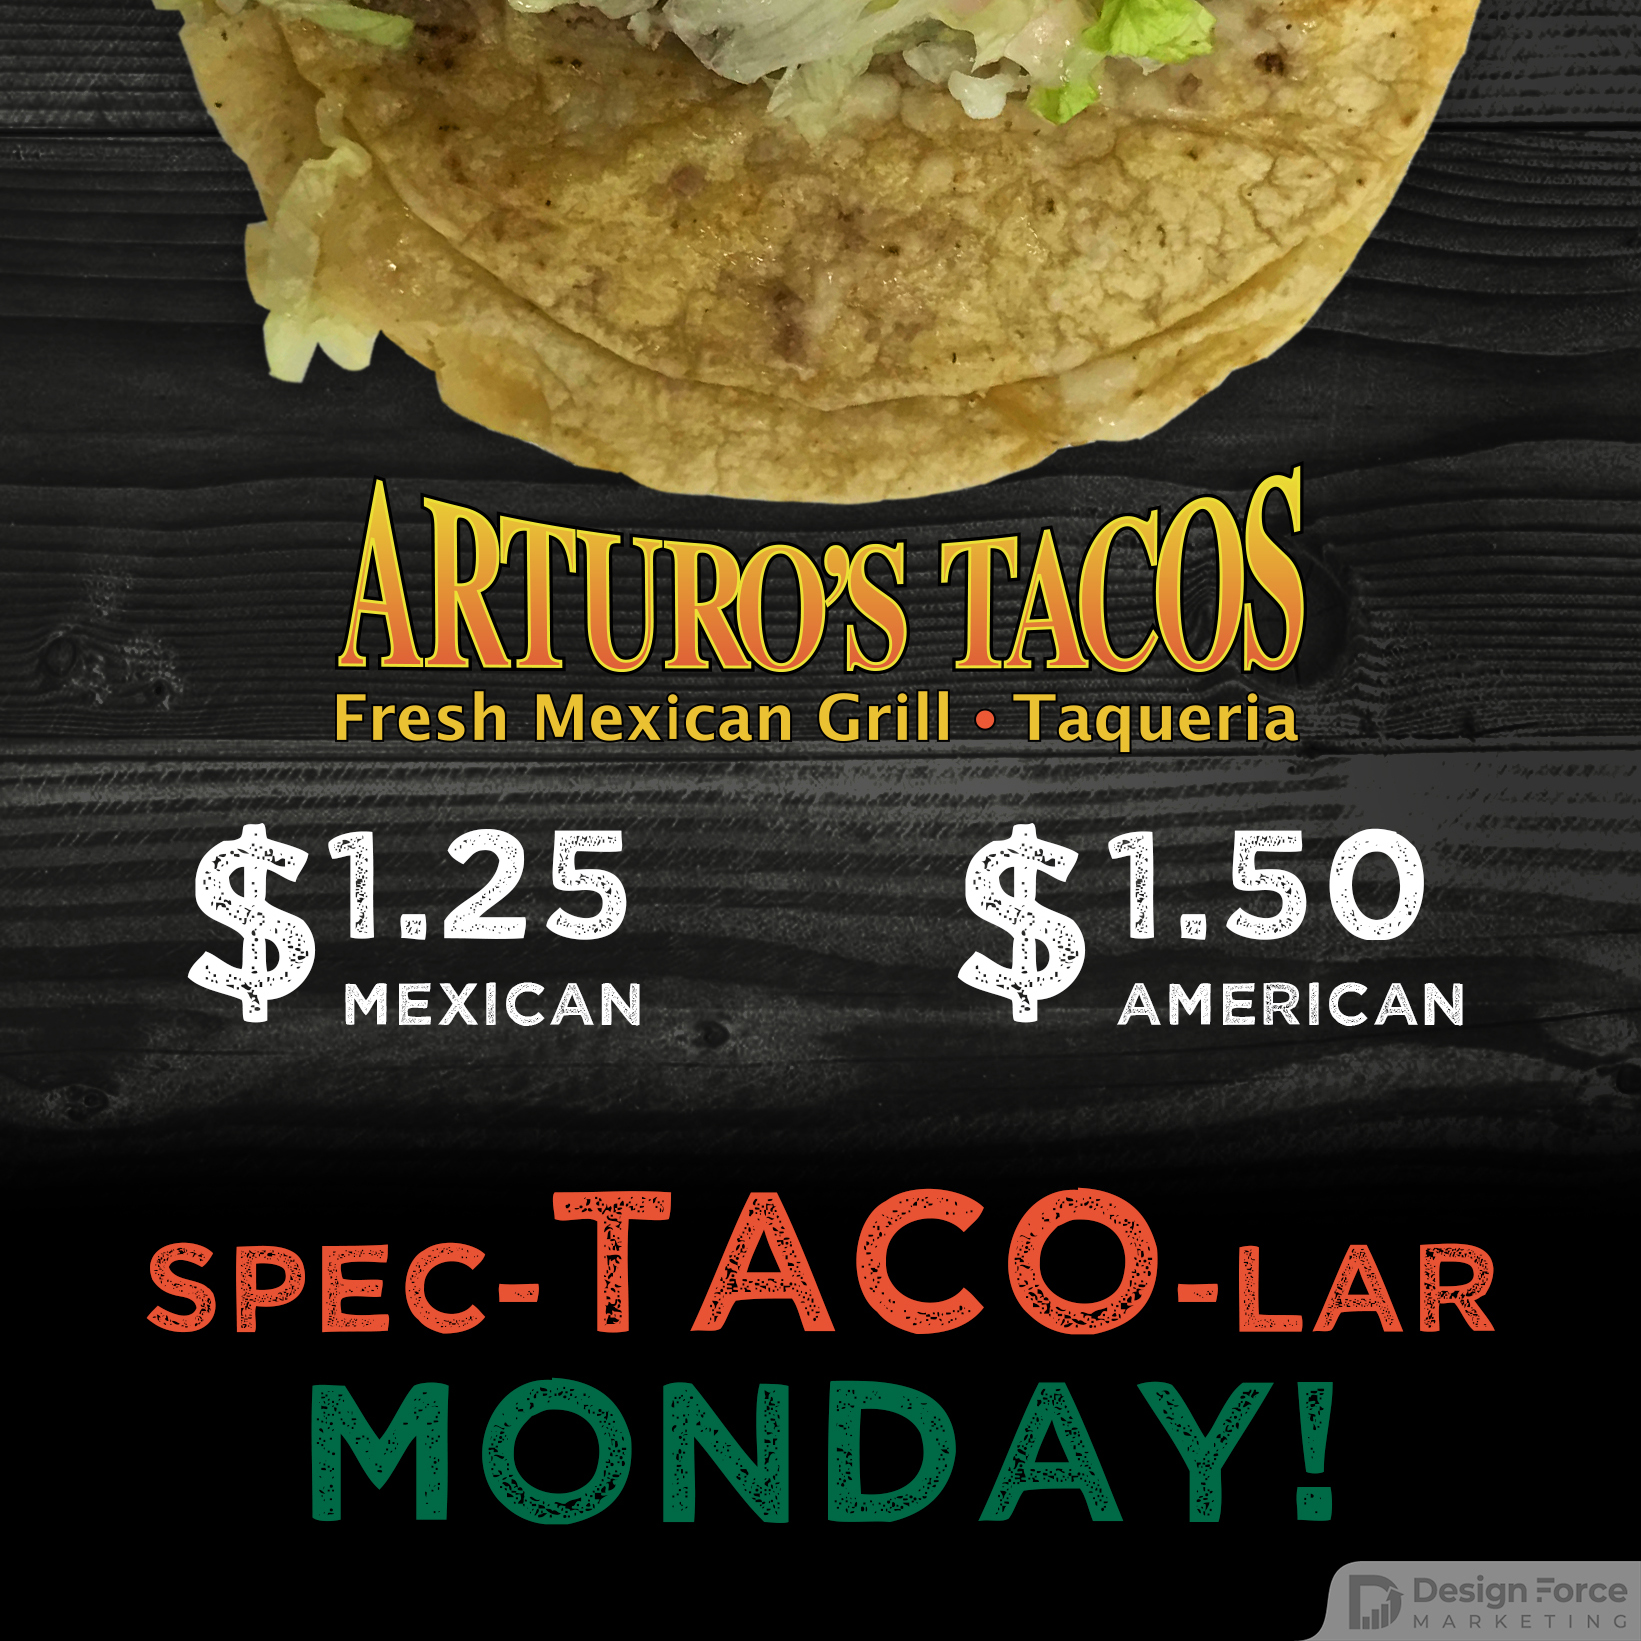 ARTURO'S TACOS
Fresh Mexican Grill • Taqueria
$1.25
MEXICAN
$1.50
AMERICAN
SPEC-TACO-LAR
MONDAY!
Design Force
MARKETING